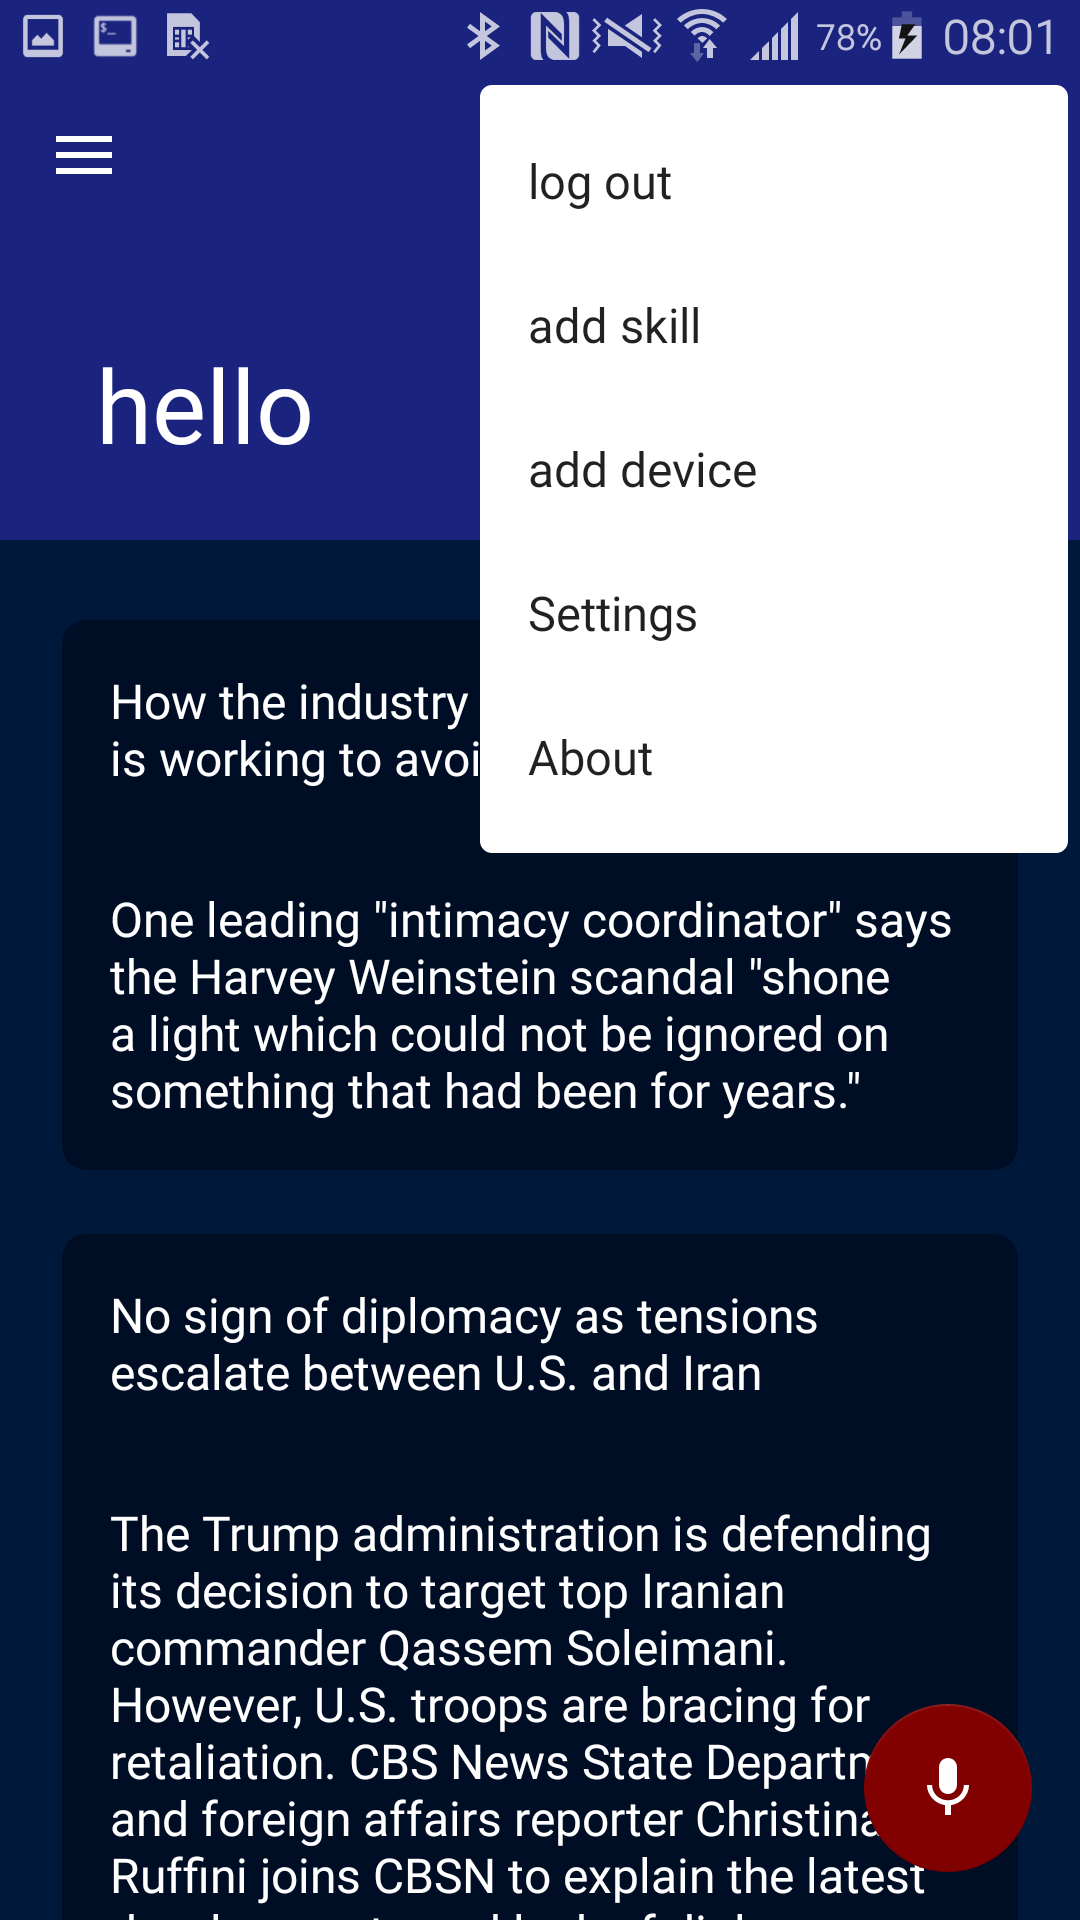 78% 08:01
log out
add skill
add device
Settings
About
hello
How the industry
is working to avoi
One leading "intimacy coordinator" says
the Harvey Weinstein scandal "shone
a light which could not be ignored on
something that had been for years."
No sign of diplomacy as tensions
escalate between U.S. and Iran
The Trump administration is defending
its decision to target top Iranian
commander Qassem Soleimani.
However, U.S. troops are bracing for
retaliation. CBS News State Departm
and foreign affairs reporter Christina
Ruffini joins CBSN to explain the latest